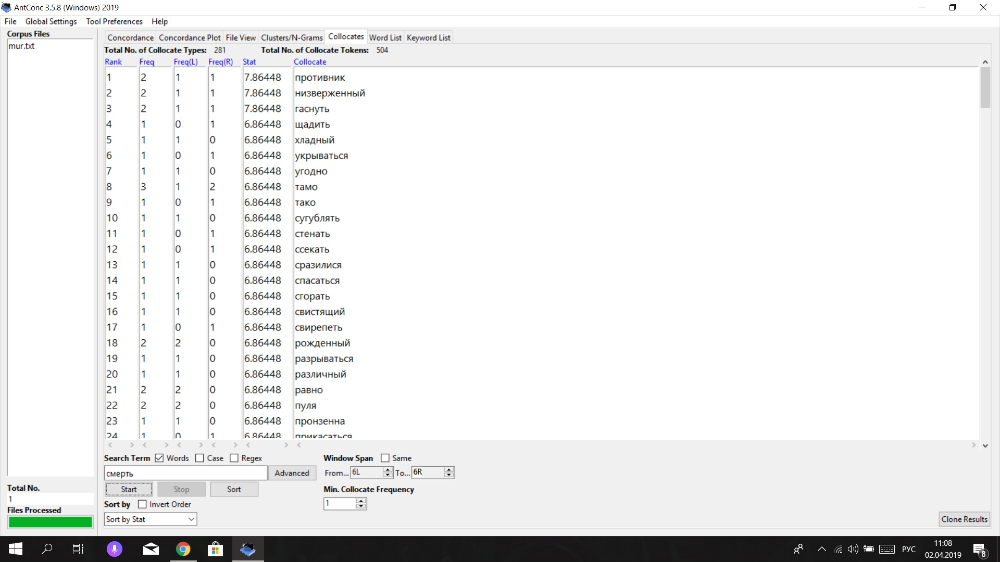 AntConc 3.5.8 (Windows) 2019
File Global Settings Tool Preferences Help
Corpus Files
mur.txt
Concordance Concordance Plot File View Clusters/N-Grams Collocates Word List Keyword List
Total No. of Collocate Types: 281 Total No. of Collocate Tokens: 504
Rank Freq Freq(L) Freq(R) Stat Collocate
1 2 1 1 7.86448 противник
2 2 1 1 7.86448 низверженный
3 2 1 1 7.86448 гаснуть
4 1 0 1 6.86448 щадить
5 1 1 0 6.86448 хладный
6 1 0 1 6.86448 укрываться
7 1 1 0 6.86448 угодно
8 3 1 2 6.86448 тамо
9 1 0 1 6.86448 тако
10 1 1 0 6.86448 сугублять
11 1 0 1 6.86448 стенать
12 1 0 1 6.86448 ссекать
13 1 1 0 6.86448 сразилися
14 1 1 0 6.86448 спасаться
15 1 1 0 6.86448 сгорать
16 1 1 0 6.86448 свистящий
17 1 0 1 6.86448 свирепеть
18 2 2 0 6.86448 рожденный
19 1 1 0 6.86448 разрываться
20 1 1 0 6.86448 различный
21 2 2 0 6.86448 равно
22 2 2 0 6.86448 пуля
23 1 1 0 6.86448 пронзенна
24 1 0 1 6.86448 прикасаться
Search Term Words Case Regex Window Span Same
смерть Advanced From... 6L To... 6R
Start Stop Sort Min. Collocate Frequency
Total No.
1
Sort by Invert Order 1
Files Processed
Sort by Stat Clone Results
РУС 11:08
02.04.2019 8